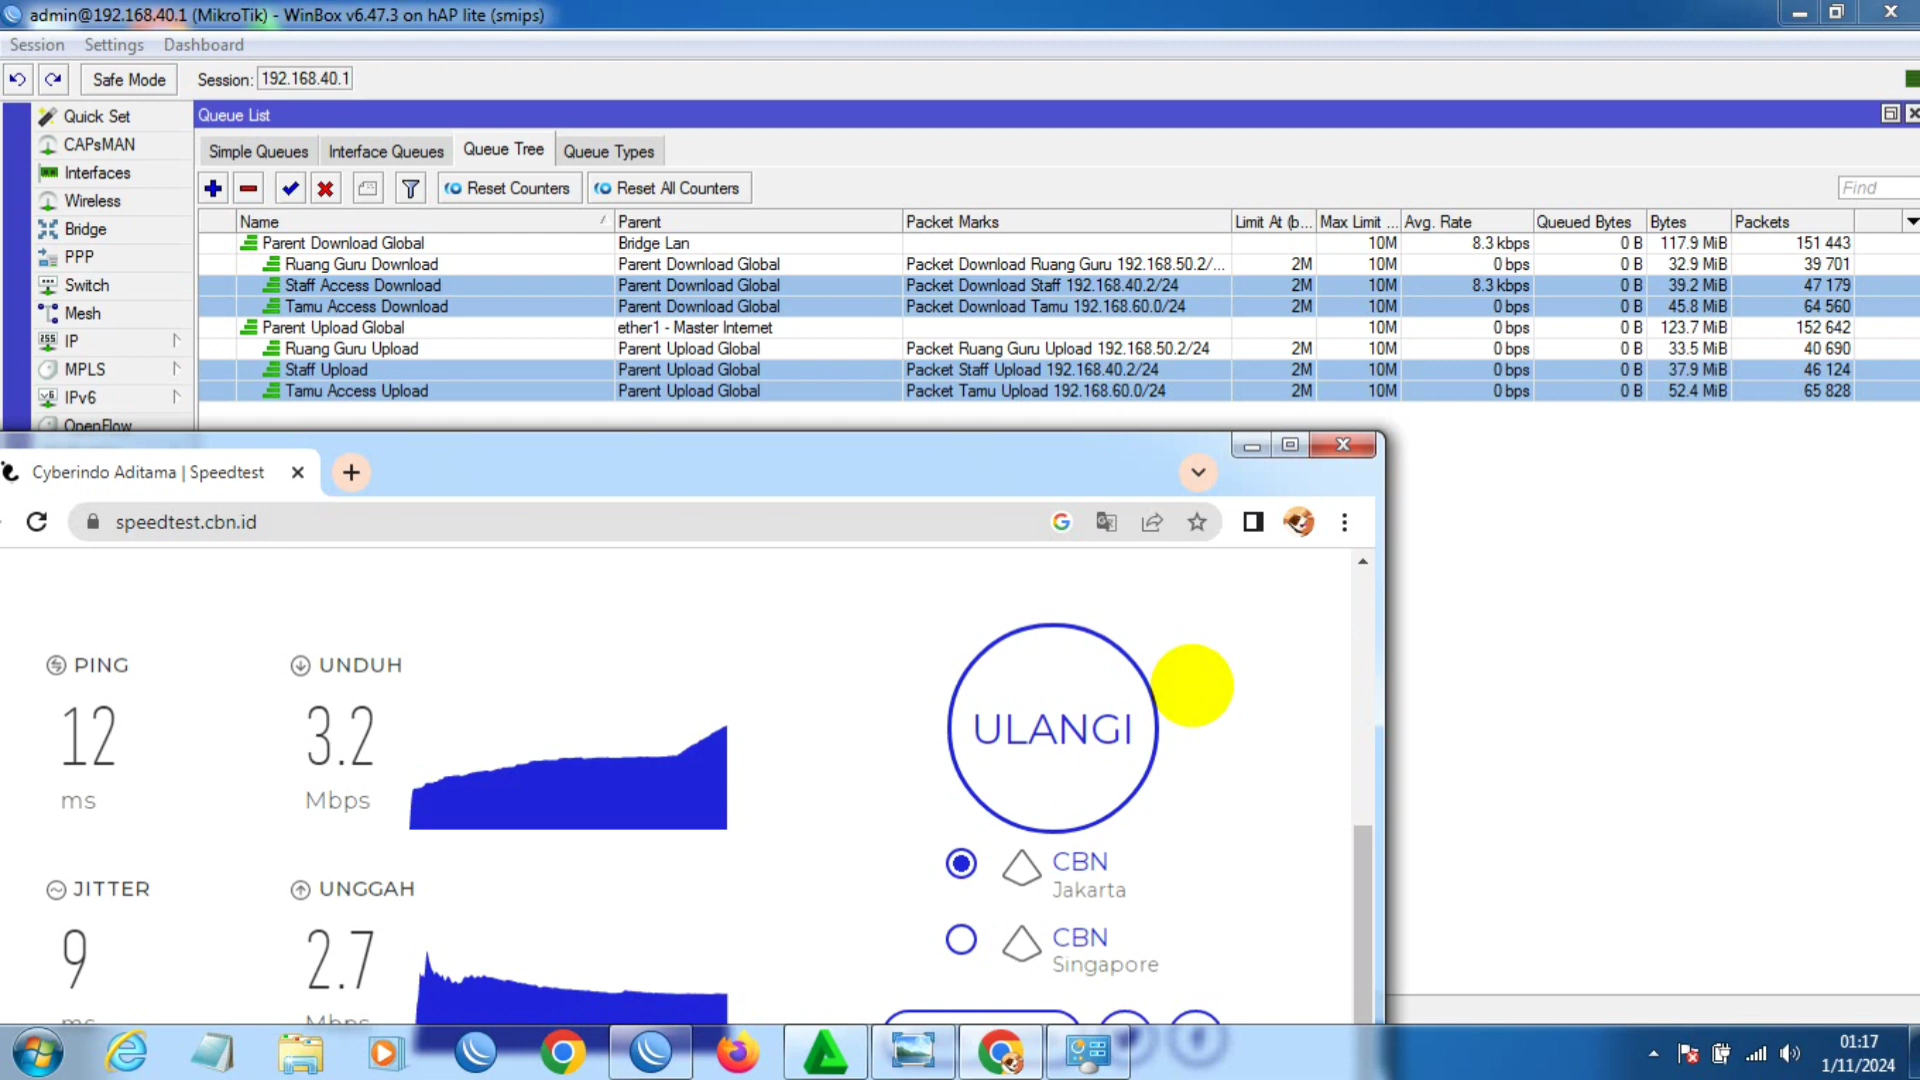 admin@192.168.40.1 (MikroTik) - WinBox v6.47.3 on hAP lite (smips)
Session Settings Dashboard
Safe Mode Session: 192.168.40.1
Quick Set
CAPsMAN
Interfaces
Wireless
Bridge
PPP
Switch
Mesh
IP
MPLS
IPv6
OpenFlow
Queue List
Simple Queues Interface Queues Queue Tree Queue Types
Reset Counters Reset All Counters Find
Name Parent Packet Marks Limit At (b... Max Limit ... Avg. Rate Queued Bytes Bytes Packets
Parent Download Global Bridge Lan 10M 8.3 kbps 0 B 117.9 MiB 151 443
Ruang Guru Download Parent Download Global Packet Download Ruang Guru 192.168.50.2/... 2M 10M 0 bps 0 B 32.9 MiB 39 701
Staff Access Download Parent Download Global Packet Download Staff 192.168.40.2/24 2M 10M 8.3 kbps 0 B 39.2 MiB 47 179
Tamu Access Download Parent Download Global Packet Download Tamu 192.168.60.0/24 2M 10M 0 bps 0 B 45.8 MiB 64 560
Parent Upload Global ether1 - Master Internet 10M 0 bps 0 B 123.7 MiB 152 642
Ruang Guru Upload Parent Upload Global Packet Ruang Guru Upload 192.168.50.2/24 2M 10M 0 bps 0 B 33.5 MiB 40 690
Staff Upload Parent Upload Global Packet Staff Upload 192.168.40.2/24 2M 10M 0 bps 0 B 37.9 MiB 46 124
Tamu Access Upload Parent Upload Global Packet Tamu Upload 192.168.60.0/24 2M 10M 0 bps 0 B 52.4 MiB 65 828
Cyberindo Aditama | Speedtest
speedtest.cbn.id
PING UNDUH
12 3.2
ms Mbps
ULANGI
CBN
Jakarta
JITTER UNGGAH
9 2.7
ms Mbps
CBN
Singapore
01:17
1/11/2024